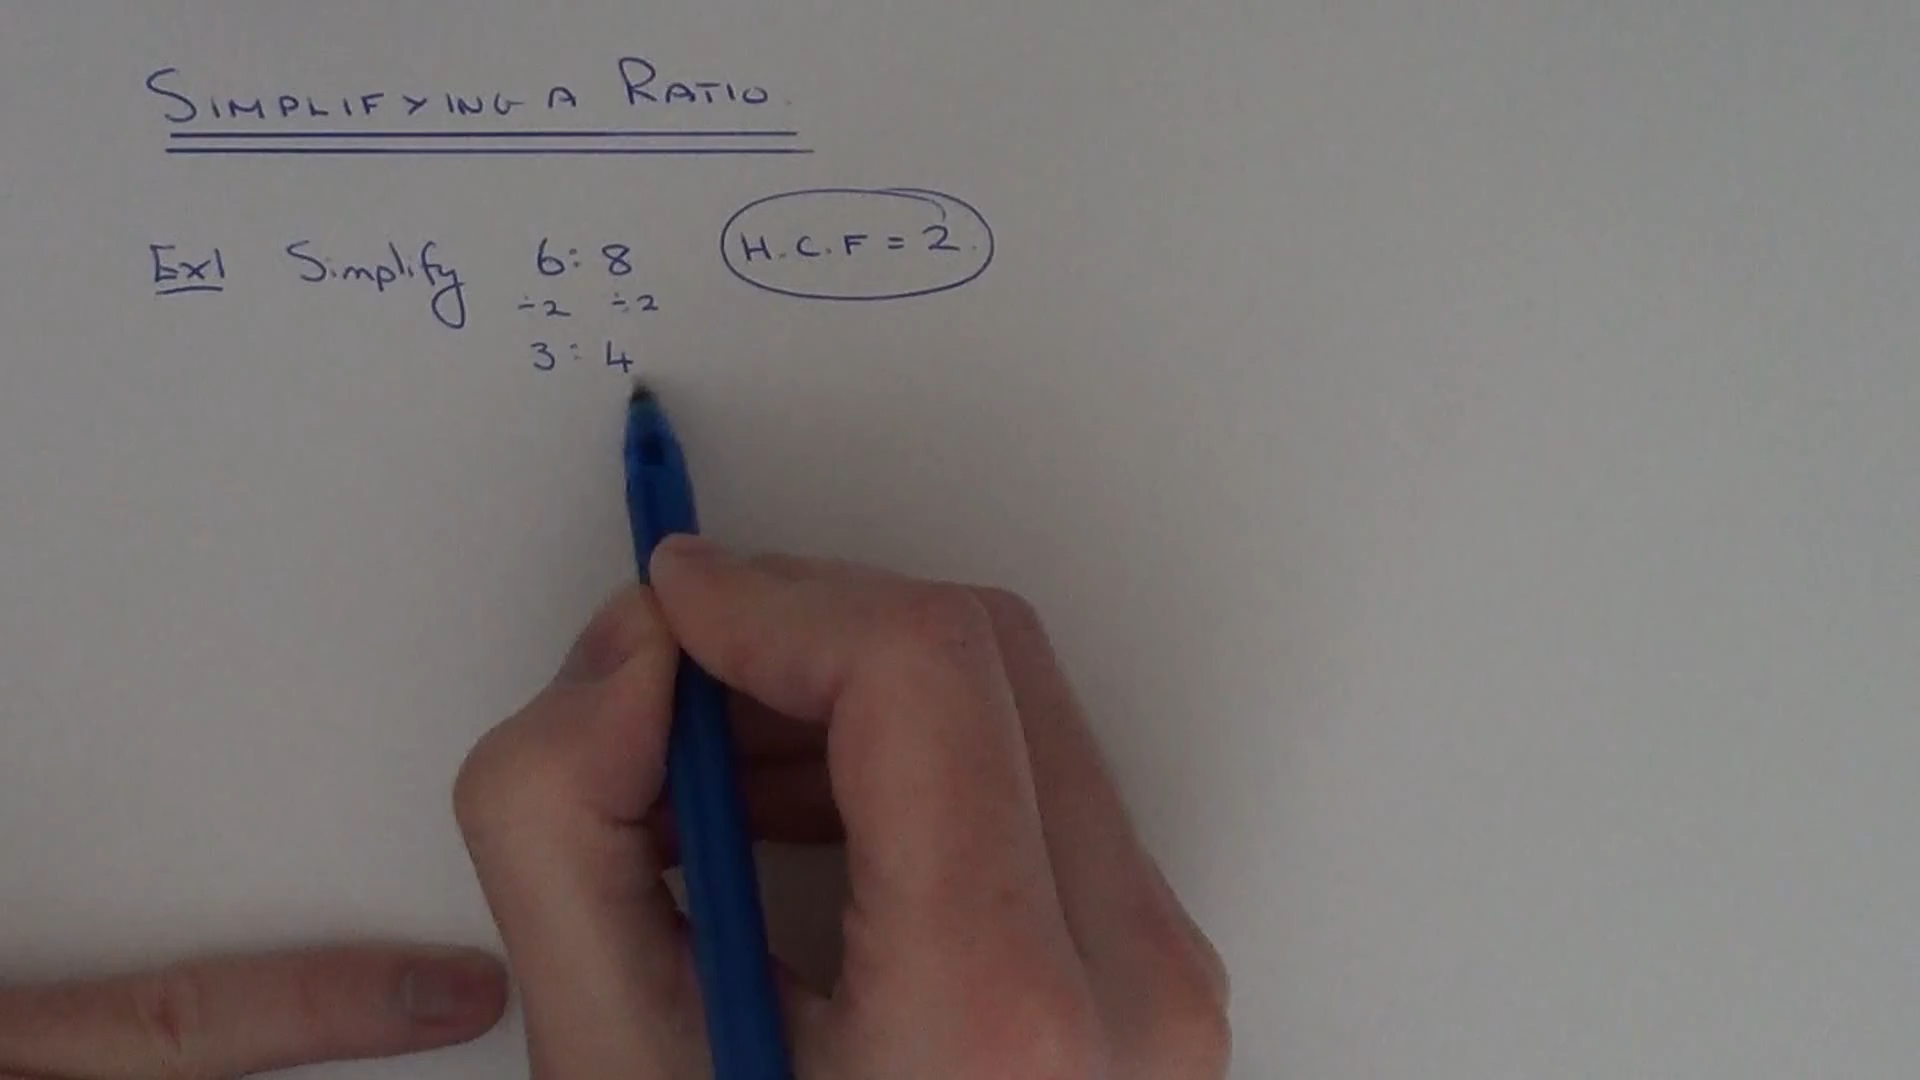 SIMPLIFYING A RATIO.
Ex1 Simplify 6:8 H.C.F = 2.
÷2 ÷2
3:4